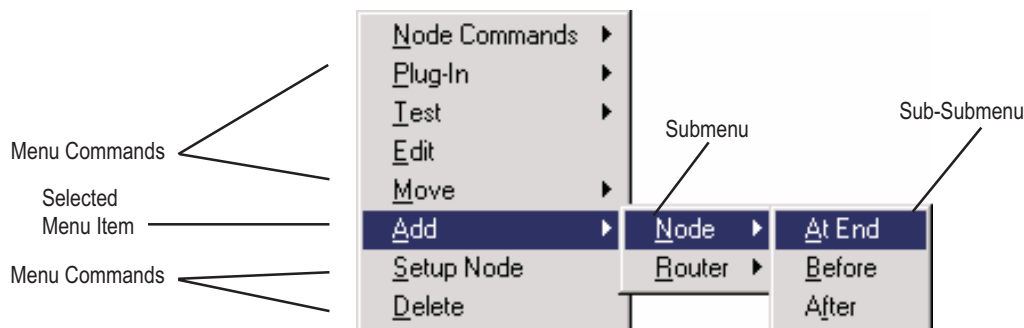 Node Commands
Plug-In
Test
Edit
Move
Add
Setup Node
Delete
Node
Router
At End
Before
After
Submenu
Sub-Submenu
Menu Commands
Selected
Menu Item
Menu Commands